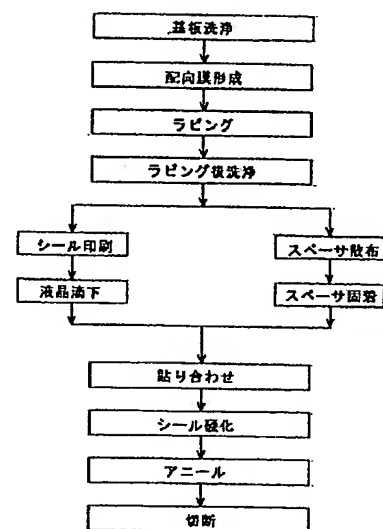 基板洗浄
配向膜形成
ラビング
ラビング後洗浄
シール印刷
スペーサ散布
液晶滴下
スペーサ固着
貼り合わせ
シール硬化
アニール
切断